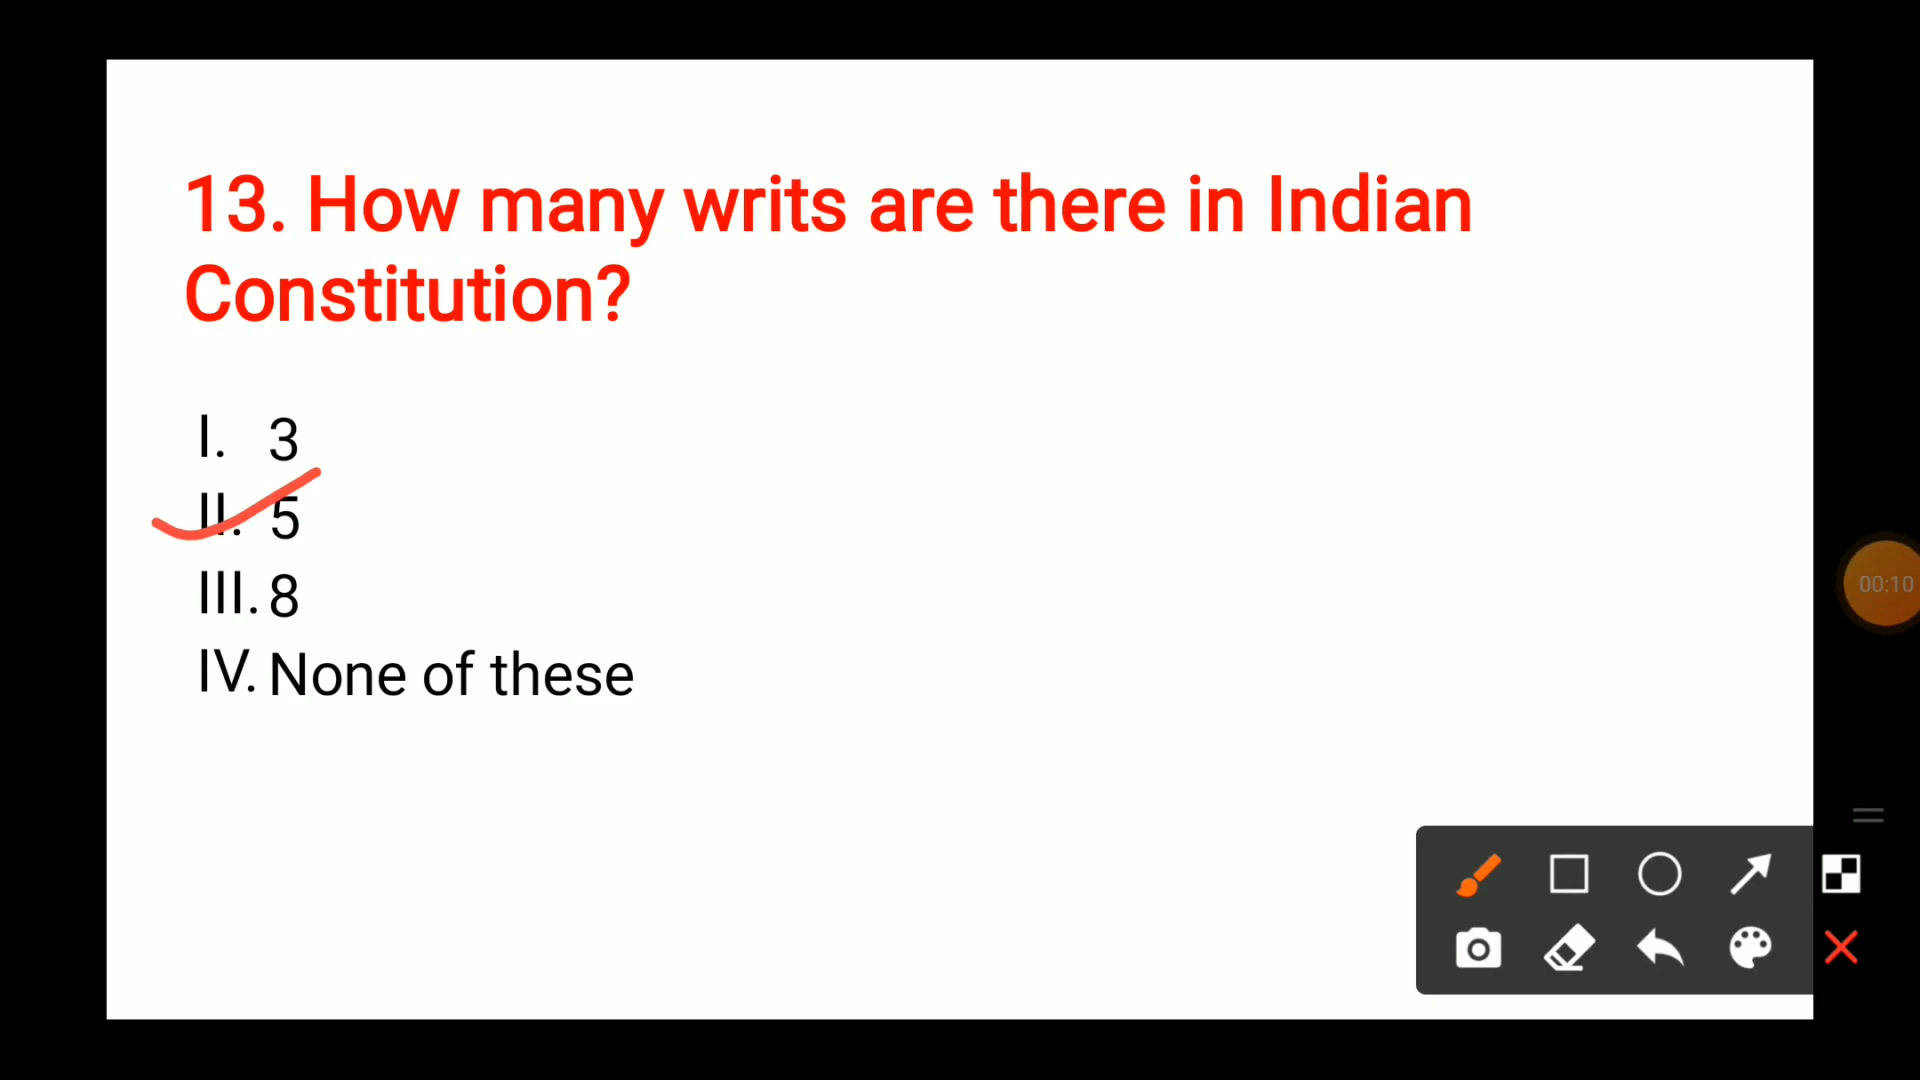 13. How many writs are there in Indian
Constitution?
I. 3
II. 5
III. 8
IV. None of these
00:10